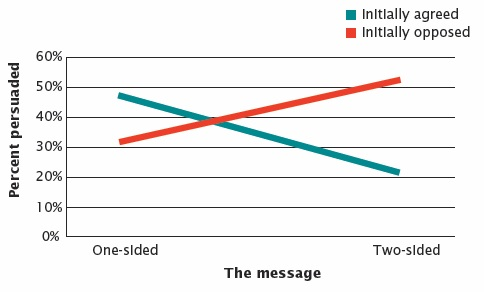 Initially agreed
Initially opposed
60%
50%
40%
30%
20%
10%
0%
Percent persuaded
One-sided
Two-sided
The message